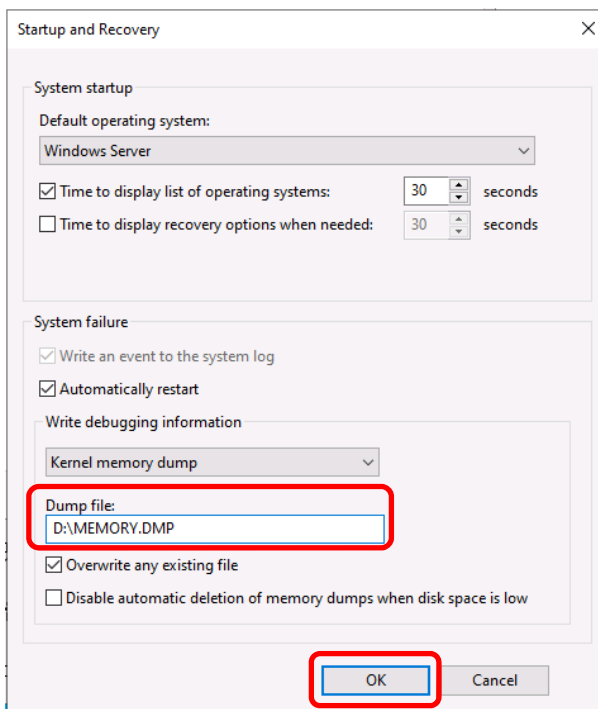 Startup and Recovery
System startup
Default operating system:
Windows Server
Time to display list of operating systems: 30 seconds
Time to display recovery options when needed: 30 seconds
System failure
Write an event to the system log
Automatically restart
Write debugging information
Kernel memory dump
Dump file:
D:\MEMORY.DMP
Overwrite any existing file
Disable automatic deletion of memory dumps when disk space is low
OK Cancel